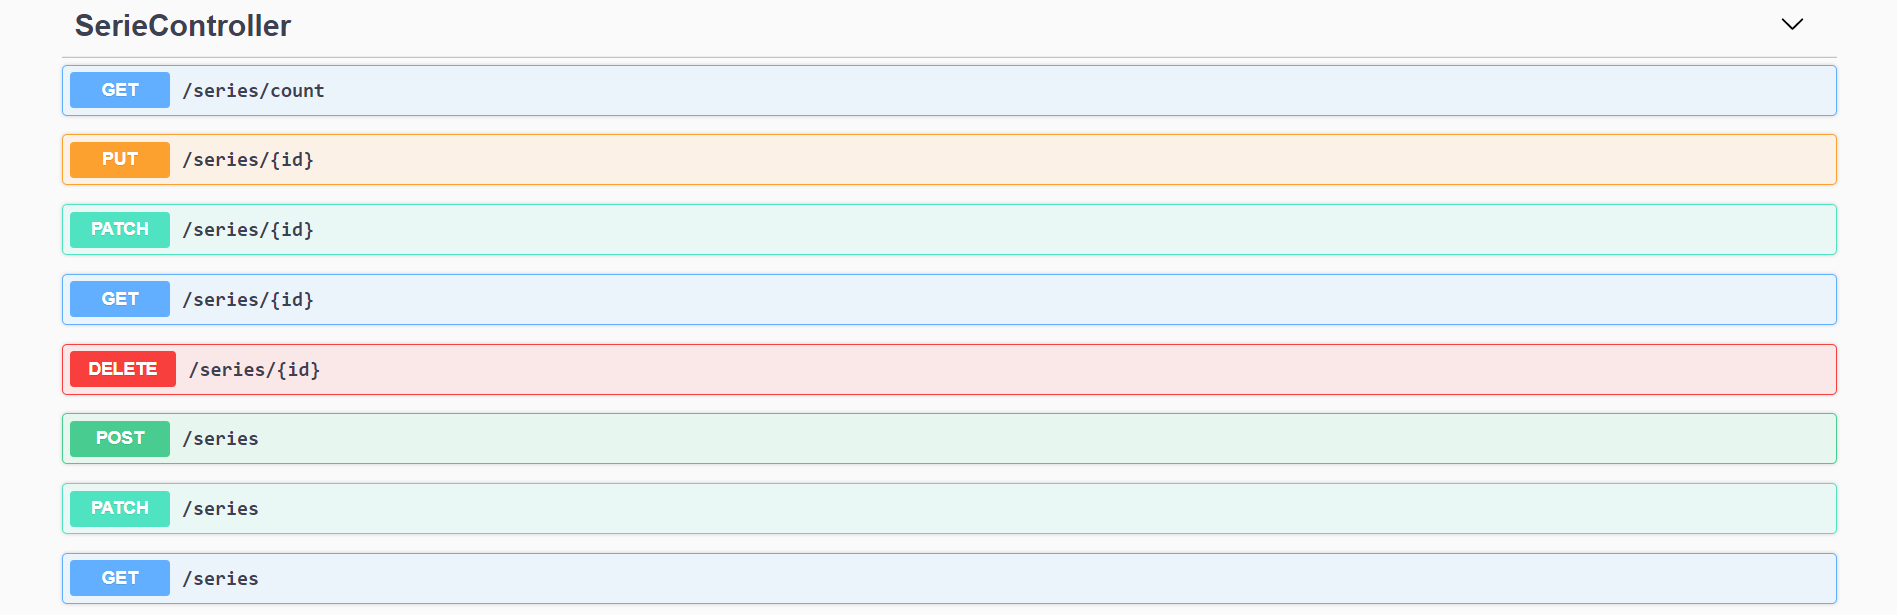 SerieController
GET /series/count
PUT /series/{id}
PATCH /series/{id}
GET /series/{id}
DELETE /series/{id}
POST /series
PATCH /series
GET /series